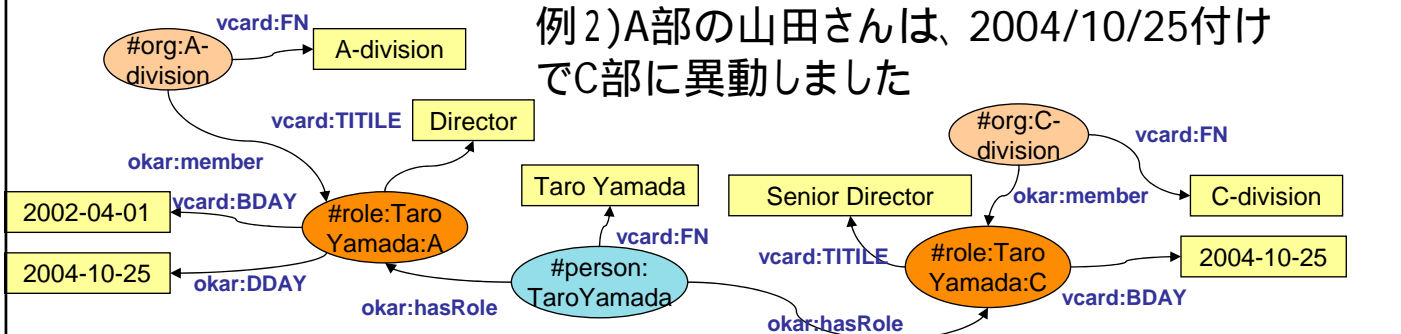 例2)A部の山田さんは、2004/10/25付け
でC部に異動しました
#org:A-
division
vcard:FN
A-division
vcard:TITILE
Director
okar:member
2002-04-01
vcard:BDAY
#role:Taro
Yamada:A
2004-10-25
okar:DDAY
okar:hasRole
Taro Yamada
vcard:FN
#person:
TaroYamada
okar:hasRole
Senior Director
vcard:TITILE
#org:C-
division
vcard:FN
okar:member
C-division
#role:Taro
Yamada:C
2004-10-25
vcard:BDAY